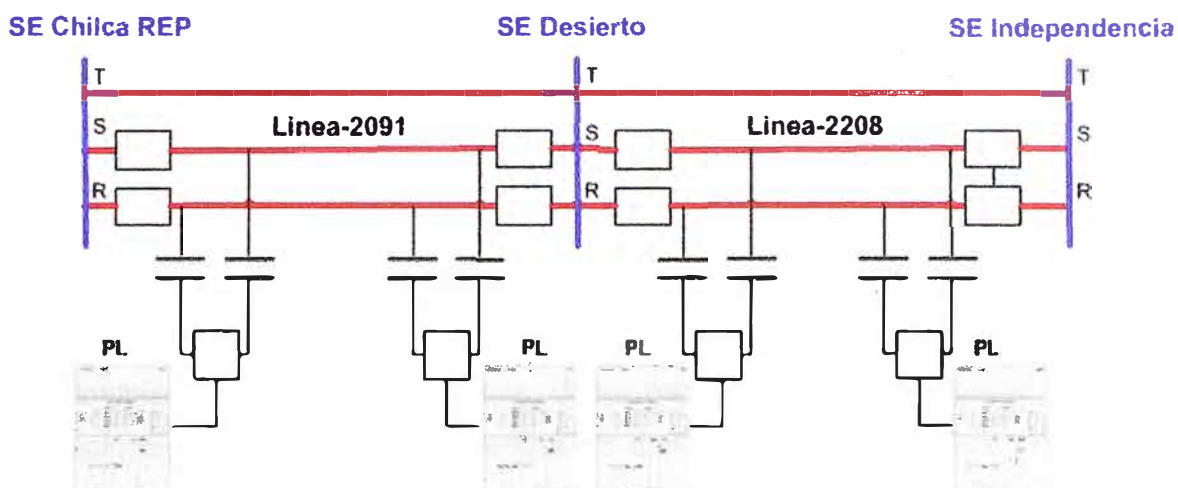 SE Chilca REP
SE Desierto
SE Independencia
T
T
T
Linea-2091
Linea-2208
S
S
S
R
R
R
PL
PL
PL
PL